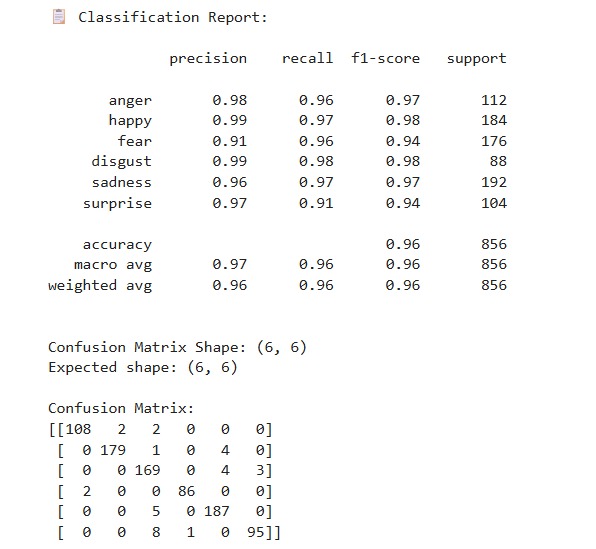 📋 Classification Report:
precision recall f1-score support
anger 0.98 0.96 0.97 112
happy 0.99 0.97 0.98 184
fear 0.91 0.96 0.94 176
disgust 0.99 0.98 0.98 88
sadness 0.96 0.97 0.97 192
surprise 0.97 0.91 0.94 104
accuracy 0.96 856
macro avg 0.97 0.96 0.96 856
weighted avg 0.96 0.96 0.96 856
Confusion Matrix Shape: (6, 6)
Expected shape: (6, 6)
Confusion Matrix:
[[108 2 2 0 0 0]
[ 0 179 1 0 4 0]
[ 0 0 169 0 4 3]
[ 2 0 0 86 0 0]
[ 0 0 5 0 187 0]
[ 0 0 8 1 0 95]]